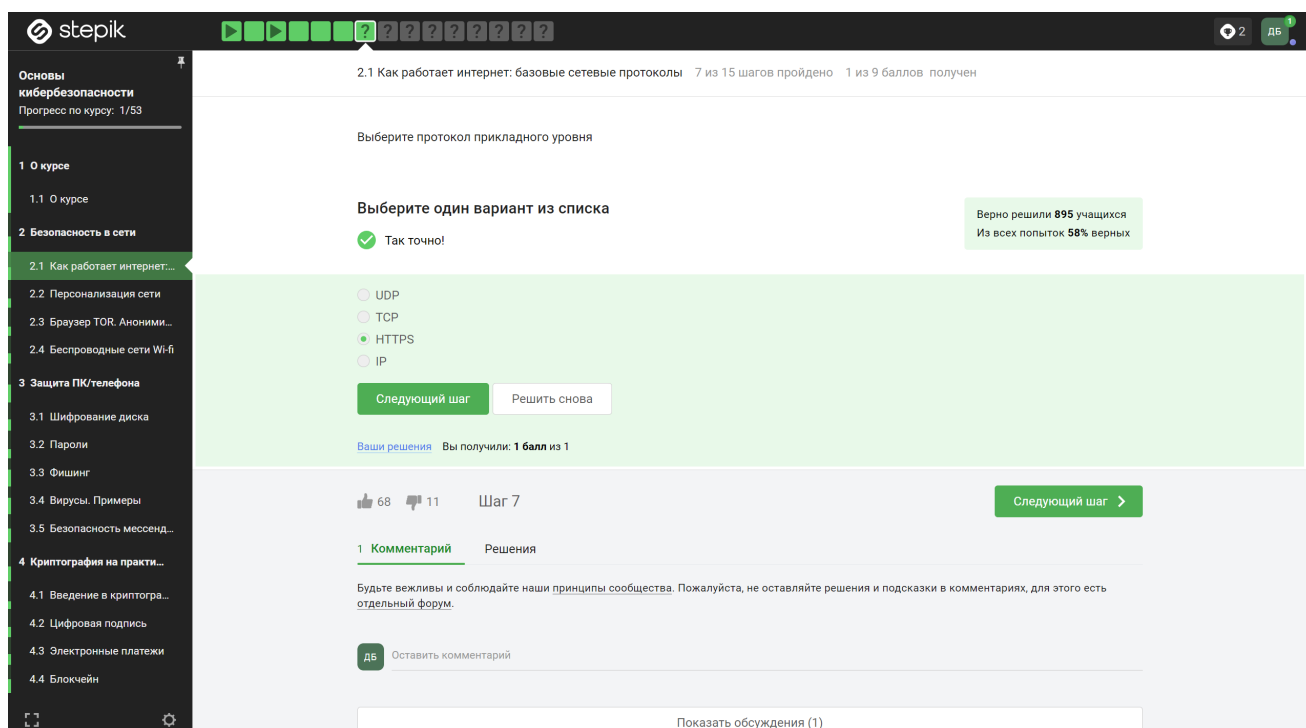 stepik
? ? ? ? ? ? ? ? ?
2
ДБ
1
Основы
кибербезопасности
Прогресс по курсу: 1/53
1 О курсе
1.1 О курсе
2 Безопасность в сети
2.1 Как работает интернет:...
2.2 Персонализация сети
2.3 Браузер TOR. Аноними...
2.4 Беспроводные сети Wi-fi
3 Защита ПК/телефона
3.1 Шифрование диска
3.2 Пароли
3.3 Фишинг
3.4 Вирусы. Примеры
3.5 Безопасность мессенд...
4 Криптография на практи...
4.1 Введение в криптогра...
4.2 Цифровая подпись
4.3 Электронные платежи
4.4 Блокчейн
2.1 Как работает интернет: базовые сетевые протоколы 7 из 15 шагов пройдено 1 из 9 баллов получен
Выберите протокол прикладного уровня
Выберите один вариант из списка
Так точно!
Верно решили 895 учащихся
Из всех попыток 58% верных
UDP
TCP
HTTPS
IP
Следующий шаг
Решить снова
Ваши решения Вы получили: 1 балл из 1
68 11 Шаг 7
Следующий шаг
1 Комментарий Решения
Будьте вежливы и соблюдайте наши принципы сообщества. Пожалуйста, не оставляйте решения и подсказки в комментариях, для этого есть
отдельный форум.
ДБ Оставить комментарий
Показать обсуждения (1)